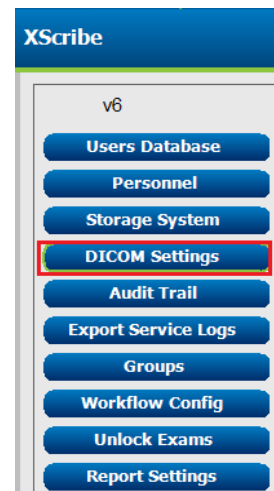 XScribe
v6
Users Database
Personnel
Storage System
DICOM Settings
Audit Trail
Export Service Logs
Groups
Workflow Config
Unlock Exams
Report Settings